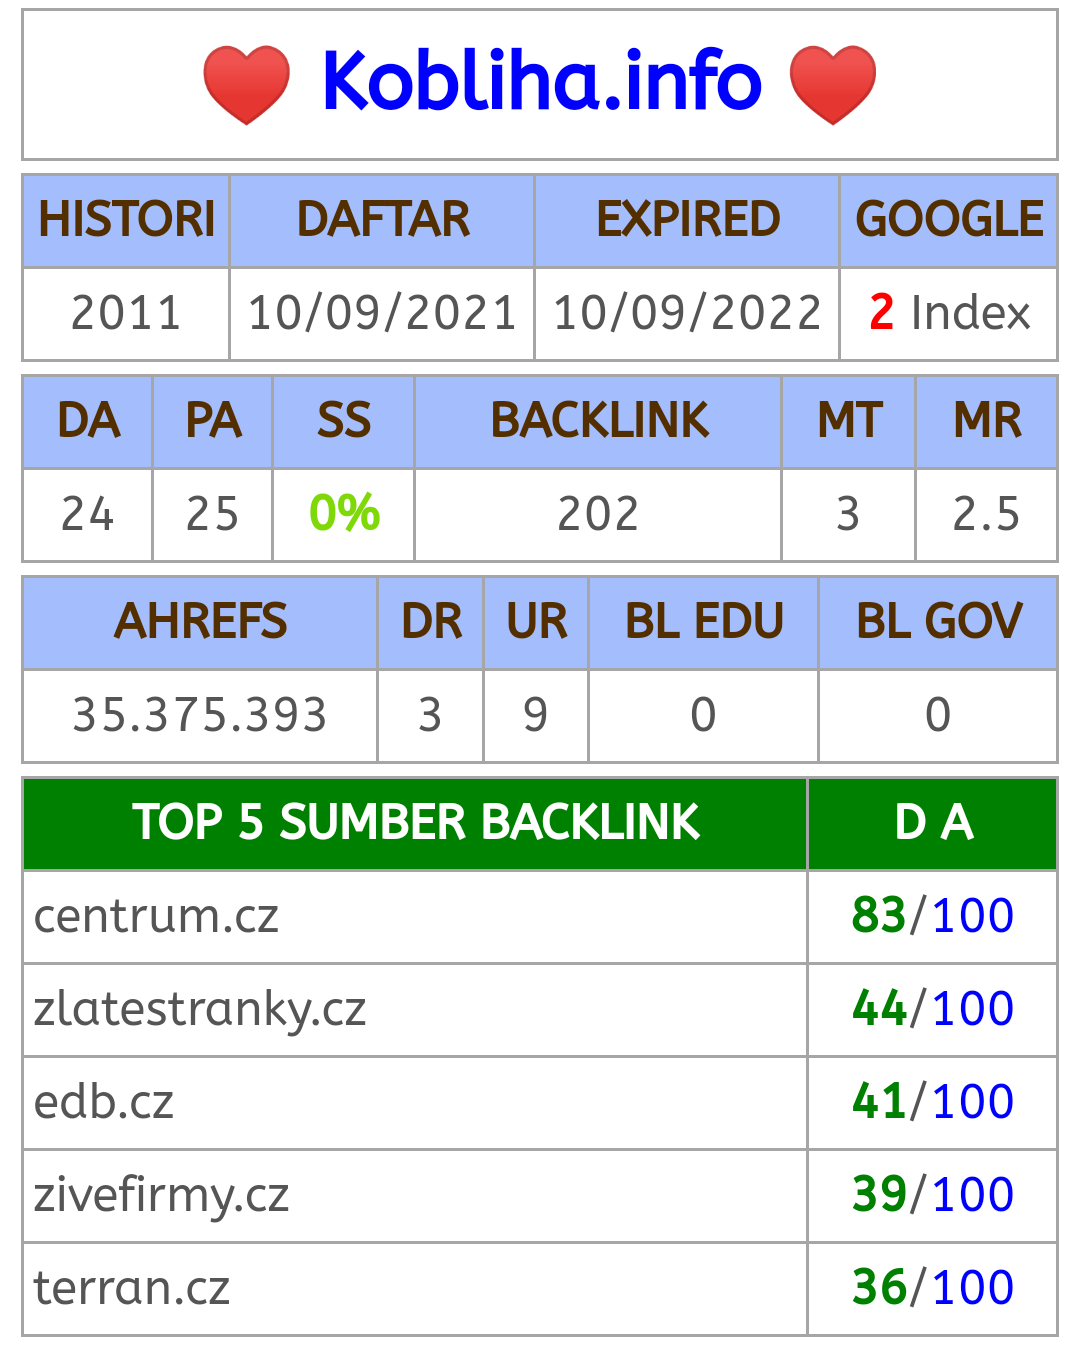 Kobliha.info
HISTORI DAFTAR EXPIRED GOOGLE
2011 10/09/2021 10/09/2022 2 Index
DA PA SS BACKLINK MT MR
24 25 0% 202 3 2.5
AHREFS DR UR BL EDU BL GOV
35.375.393 3 9 0 0
TOP 5 SUMBER BACKLINK D A
centrum.cz 83/100
zlatestranky.cz 44/100
edb.cz 41/100
zivefirmy.cz 39/100
terran.cz 36/100